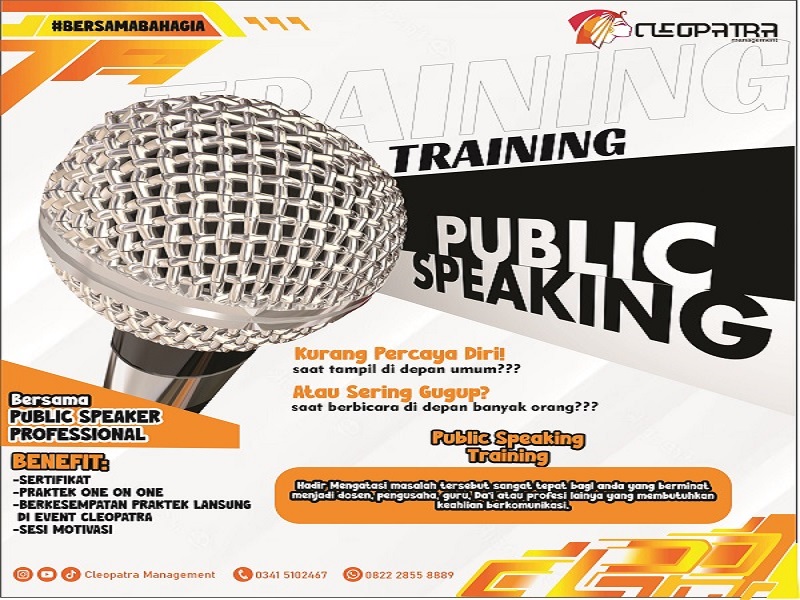 #BERSAMABAHAGIA
CLEOPATRA
management
TRAINING
TRAINING
PUBLIC
SPEAKING
Kurang Percaya Diri!
saat tampil di depan umum???
Atau Sering Gugup?
saat berbicara di depan banyak orang???
Bersama
PUBLIC SPEAKER
PROFESSIONAL
BENEFIT:
-SERTIFIKAT
-PRAKTEK ONE ON ONE
-BERKESEMPATAN PRAKTEK LANSUNG
DI EVENT CLEOPATRA
-SESI MOTIVASI
Public Speaking
Training
Hadir Mengatasi masalah tersebut sangat tepat bagi anda yang berminat
menjadi dosen, pengusaha, guru, Da'i atau profesi lainya yang membutuhkan
keahlian berkomunikasi.
Cleopatra Management 0341 5102467 0822 2855 8889